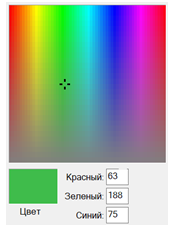 Красный: 63
Зеленый: 188
Синий: 75
Цвет